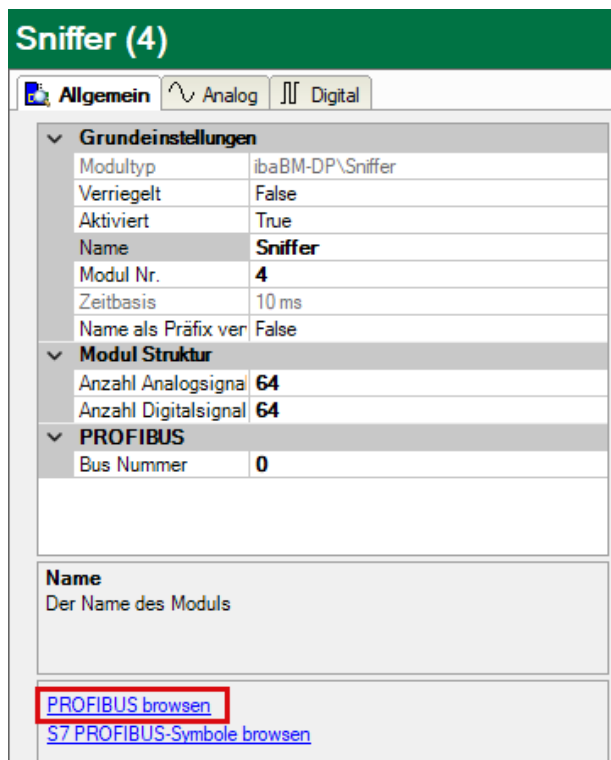 Sniffer (4)
Allgemein Analog Digital
Grundeinstellungen
Modultyp ibaBM-DP\Sniffer
Verriegelt False
Aktiviert True
Name Sniffer
Modul Nr. 4
Zeitbasis 10 ms
Name als Präfix ver False
Modul Struktur
Anzahl Analogsignal 64
Anzahl Digitalsignal 64
PROFIBUS
Bus Nummer 0
Name
Der Name des Moduls
PROFIBUS browsen
S7 PROFIBUS-Symbole browsen